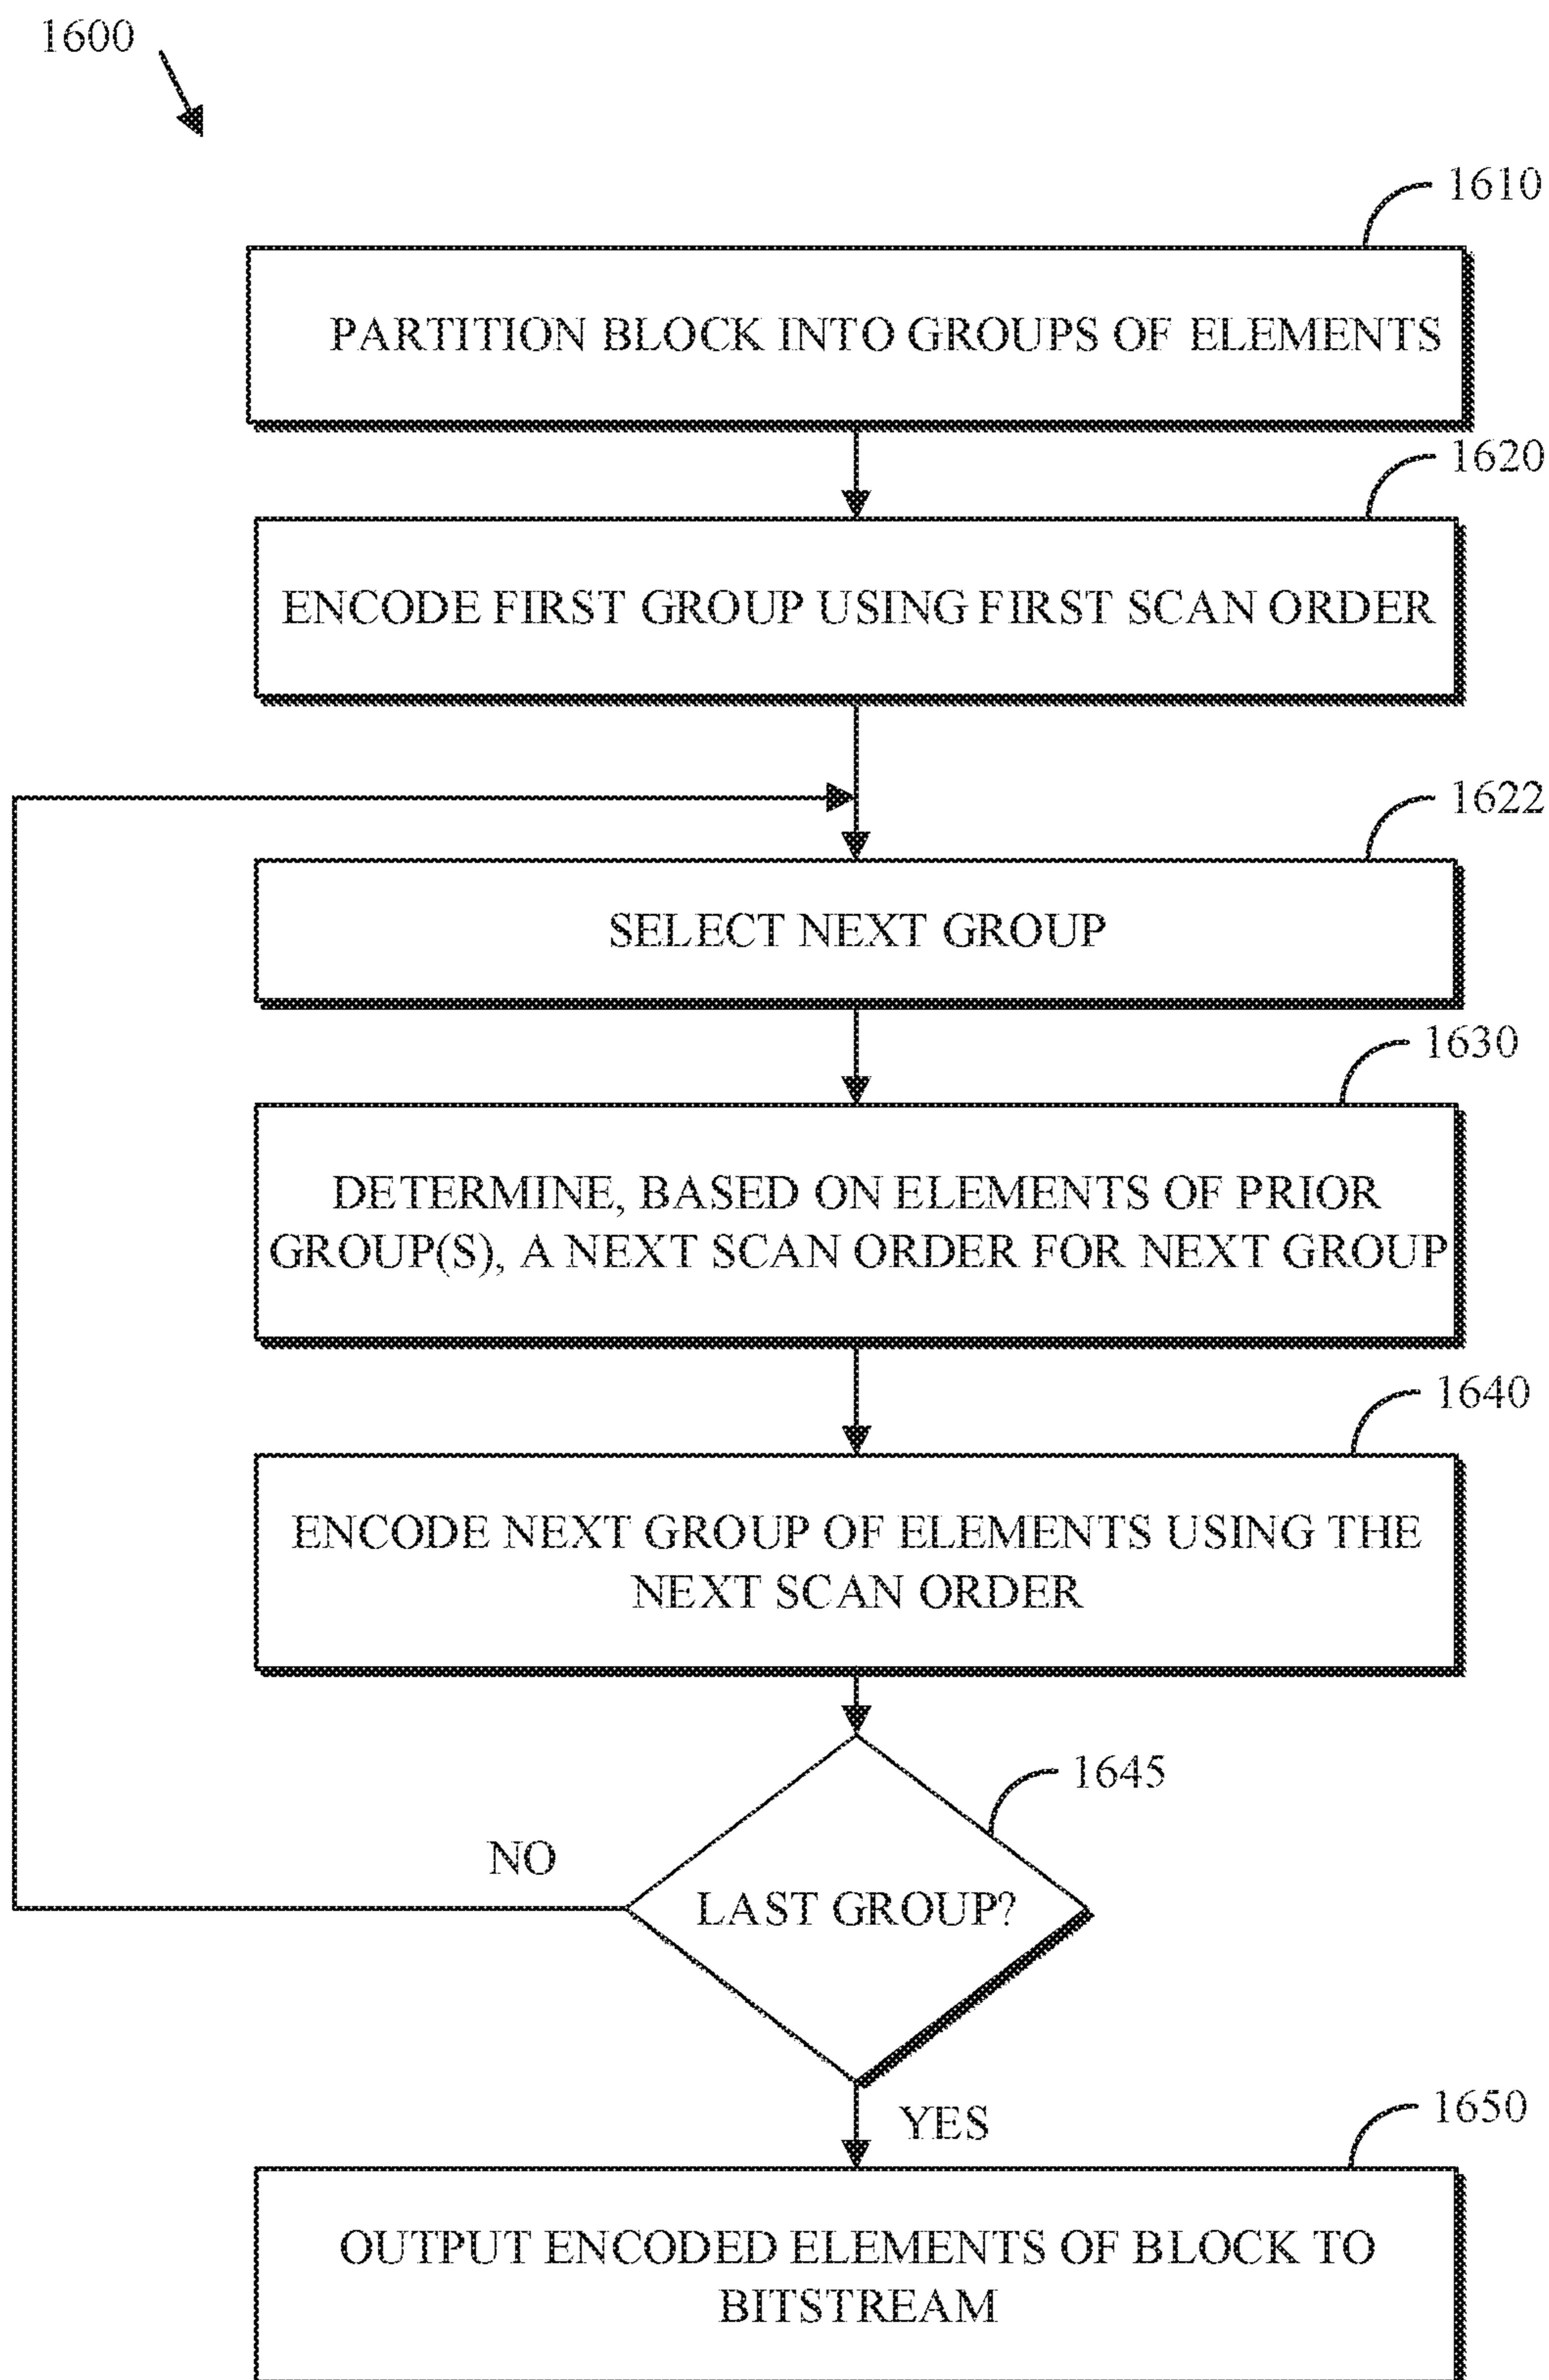 1600
1610
PARTITION BLOCK INTO GROUPS OF ELEMENTS
1620
ENCODE FIRST GROUP USING FIRST SCAN ORDER
1622
SELECT NEXT GROUP
1630
DETERMINE, BASED ON ELEMENTS OF PRIOR
GROUP(S), A NEXT SCAN ORDER FOR NEXT GROUP
1640
ENCODE NEXT GROUP OF ELEMENTS USING THE
NEXT SCAN ORDER
1645
NO
LAST GROUP?
YES
1650
OUTPUT ENCODED ELEMENTS OF BLOCK TO
BITSTREAM